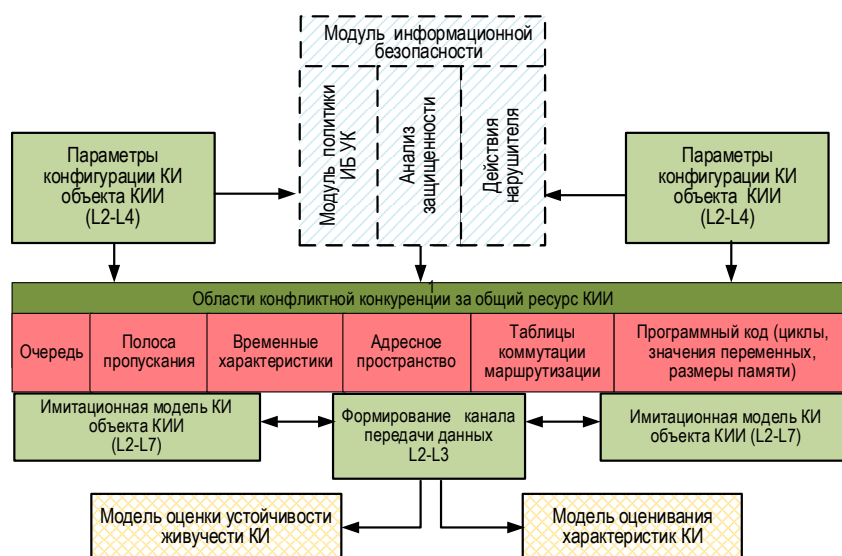 Модуль информационной
безопасности
Модуль политики
ИБ УК
Анализ
защищенности
Действия
нарушителя
Параметры
конфигурации КИ
объекта КИИ
(L2-L4)
Параметры
конфигурации КИ
объекта КИИ
(L2-L4)
1
Области конфликтной конкуренции за общий ресурс КИИ
Очередь
Полоса
пропускания
Временные
характеристики
Адресное
пространство
Таблицы
коммутации
маршрутизации
Программный код (циклы,
значения переменных,
размеры памяти)
Имитационная модель КИ
объекта КИИ
(L2-L7)
Формирование канала
передачи данных
L2-L3
Имитационная модель КИ
объекта КИИ (L2-L7)
Модель оценки устойчивости
живучести КИ
Модель оценивания
характеристик КИ